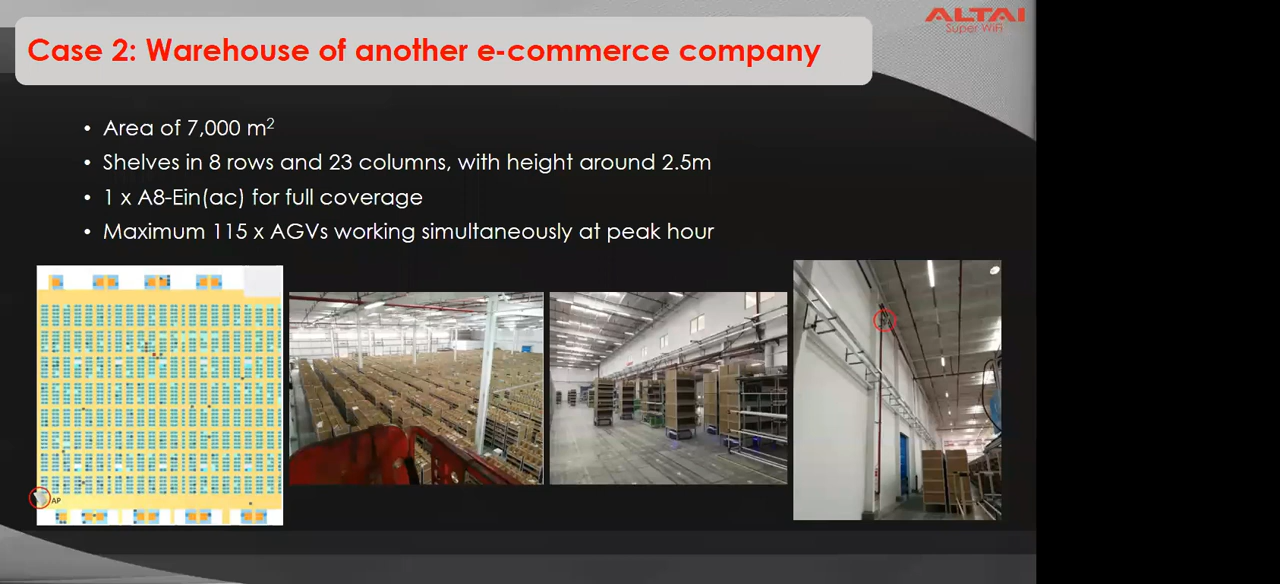 ALTAI
Super WiFi
Case 2: Warehouse of another e-commerce company
• Area of 7,000 m²
• Shelves in 8 rows and 23 columns, with height around 2.5m
• 1 x A8-Ein(ac) for full coverage
• Maximum 115 x AGVs working simultaneously at peak hour
AP